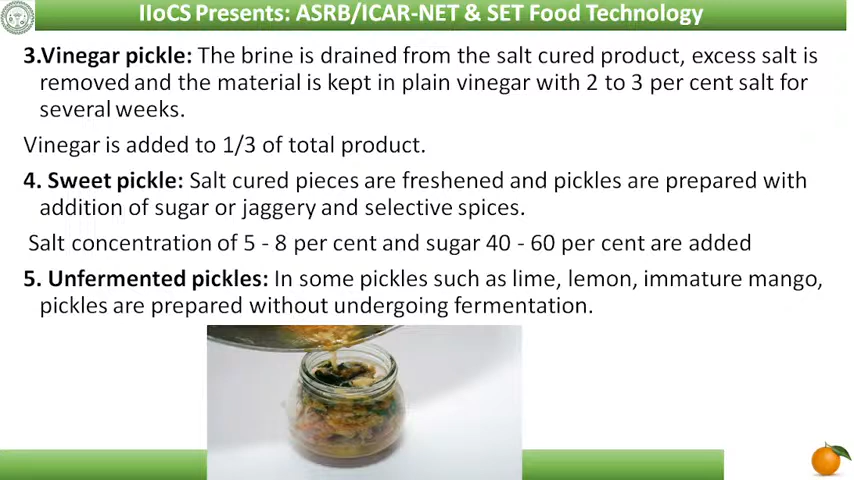 IIoCS Presents: ASRB/ICAR-NET & SET Food Technology
3.Vinegar pickle: The brine is drained from the salt cured product, excess salt is
removed and the material is kept in plain vinegar with 2 to 3 per cent salt for
several weeks.
Vinegar is added to 1/3 of total product.
4. Sweet pickle: Salt cured pieces are freshened and pickles are prepared with
addition of sugar or jaggery and selective spices.
Salt concentration of 5 - 8 per cent and sugar 40 - 60 per cent are added
5. Unfermented pickles: In some pickles such as lime, lemon, immature mango,
pickles are prepared without undergoing fermentation.